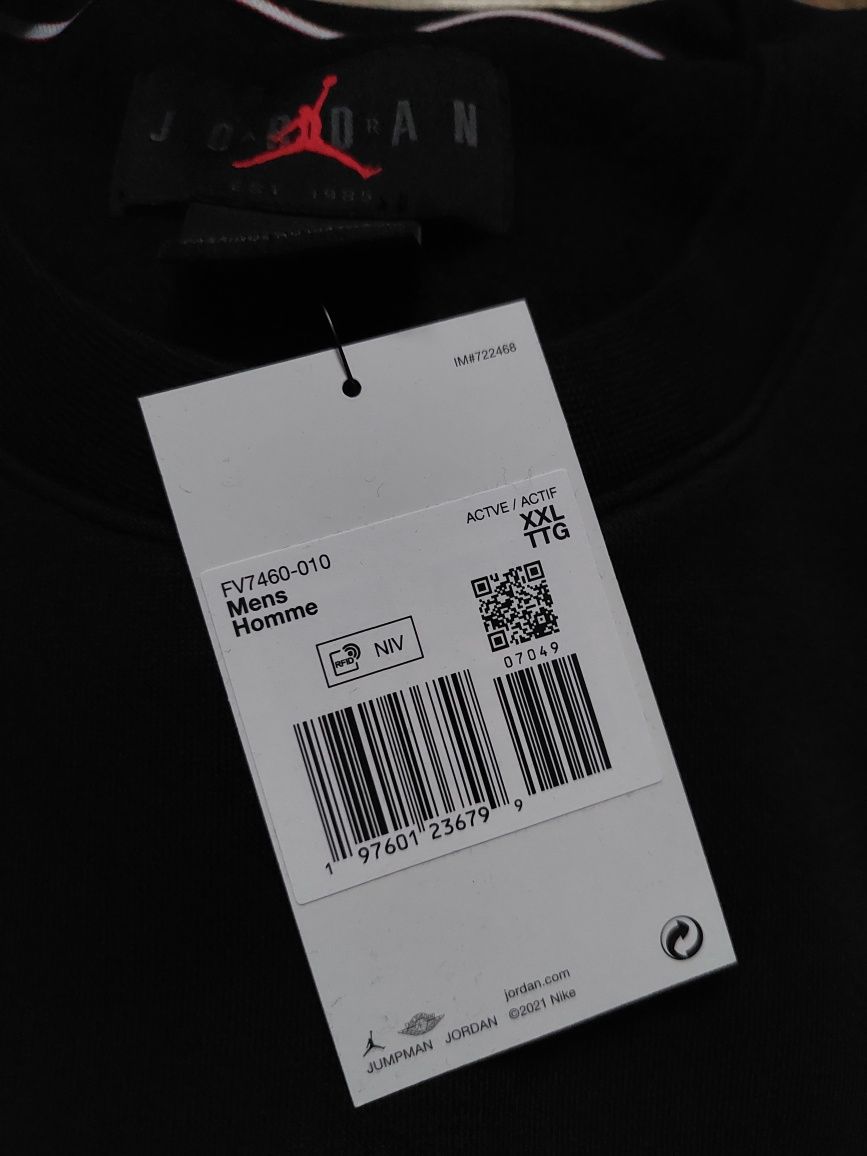 JORDAN
EST. 1985
IM#722468
ACTVE / ACTIF
XXL
TTG
FV7460-010
Mens
Homme
RFID NIV
07049
1 97601 23679 9
jordan.com
©2021 Nike
JUMPMAN JORDAN